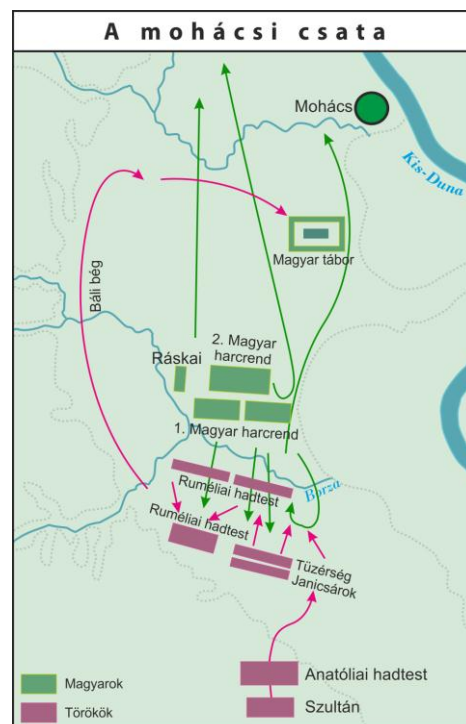 A mohácsi csata
Mohács
Kis-Duna
Magyar tábor
Báli bég
Ráskai
2. Magyar
harcrend
1. Magyar harcrend
Ruméliai hadtest
Borza
Ruméliai hadtest
Tüzérség
Janicsárok
Anatóliai hadtest
Szultán
Magyarok
Törökök